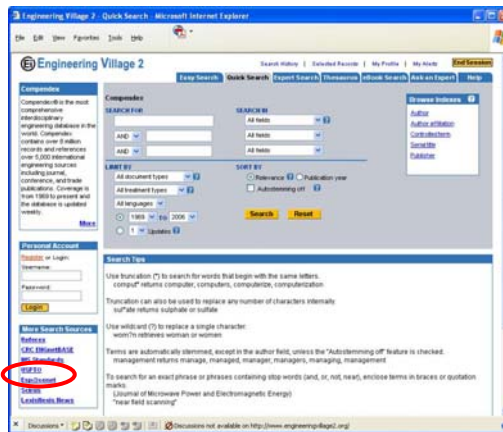 Engineering Village 2 - Quick Search - Microsoft Internet Explorer
File Edit View Favorites Tools Help
Engineering Village 2
Search History | Selected Records | My Profile | My Alerts End Session
Easy Search Quick Search Expert Search Thesaurus eBook Search Ask an Expert Help
Compendex
Compendex® is the most
comprehensive
interdisciplinary
engineering database in the
world. Compendex
contains over 8 million
records and references
over 5,000 international
engineering sources
including journal,
conference, and trade
publications. Coverage is
from 1969 to present and
the database is updated
weekly.
More
Compendex
SEARCH FOR
SEARCH IN
All fields
AND
All fields
AND
All fields
LIMIT BY
All document types
All treatment types
All languages
1969 TO 2006
1 Updates
SORT BY
Relevance Publication year
Autostemming off
Search Reset
Browse Indexes
Author
Author affiliation
Controlled term
Serial title
Publisher
Personal Account
Register or Login:
Username:
Password:
Login
More Search Sources
Referex
CRC ENGnetBASE
Standards
USPTO
Esp@cenet
Scirus
LexisNexis News
Search Tips
Use truncation (*) to search for words that begin with the same letters.
comput* returns computer, computers, computerize, computerization
Truncation can also be used to replace any number of characters internally.
sul*ate returns sulphate or sulfate
Use wildcard (?) to replace a single character.
wom?n retrieves woman or women
Terms are automatically stemmed, except in the author field, unless the "Autostemming off" feature is checked.
management returns manage, managed, manager, managers, managing, management
To search for an exact phrase or phrases containing stop words (and, or, not, near), enclose terms in braces or quotation
marks.
{Journal of Microwave Power and Electromagnetic Energy}
"near field scanning"
Discussions Discussions not available on http://www.engineeringvillage2.org/